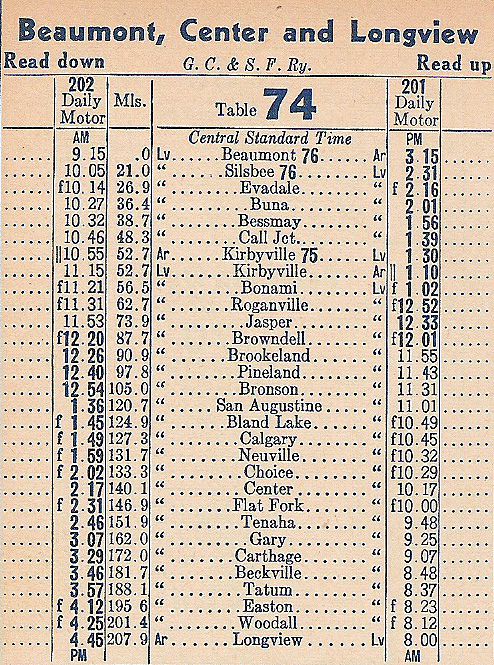 Beaumont, Center and Longview
Read down G. C. & S. F. Ry. Read up
202 Daily Motor Mls. Table 74 201 Daily Motor
AM Central Standard Time PM
9.15 .0 Lv......Beaumont 76......Ar 3.15
10.05 21.0 “......Silsbee 76......Lv 2.31
f10.14 26.9 “......Evadale......“ f 2.16
10.27 36.4 “......Buna......“ 2.01
10.32 38.7 “......Bessmay......“ 1.56
10.46 48.3 “......Call Jct.......“ 1.39
||10.55 52.7 Ar......Kirbyville 75......Lv 1.30
11.15 52.7 Lv......Kirbyville......Ar || 1.10
f11.21 56.5 “......Bonami......Lv f 1.02
f11.31 62.7 “......Roganville......“ f12.52
11.53 73.9 “......Jasper......“ 12.33
f12.20 87.7 “......Browndell......“ f12.01
12.26 90.9 “......Brookeland......“ 11.55
12.40 97.8 “......Pineland......“ 11.43
12.54 105.0 “......Bronson......“ 11.31
1.36 120.7 “......San Augustine......“ 11.01
f 1.45 124.9 “......Bland Lake......“ f10.49
f 1.49 127.3 “......Calgary......“ f10.45
f 1.59 131.7 “......Neuville......“ f10.32
f 2.02 133.3 “......Choice......“ f10.29
2.17 140.1 “......Center......“ 10.17
f 2.31 146.9 “......Flat Fork......“ f10.00
2.46 151.9 “......Tenaha......“ 9.48
3.07 162.0 “......Gary......“ 9.25
3.29 172.0 “......Carthage......“ 9.07
3.46 181.7 “......Beckville......“ 8.48
3.57 188.1 “......Tatum......“ 8.37
f 4.12 195.6 “......Easton......“ f 8.23
f 4.25 201.4 “......Woodall......“ f 8.12
4.45 207.9 Ar......Longview......Lv 8.00
PM AM